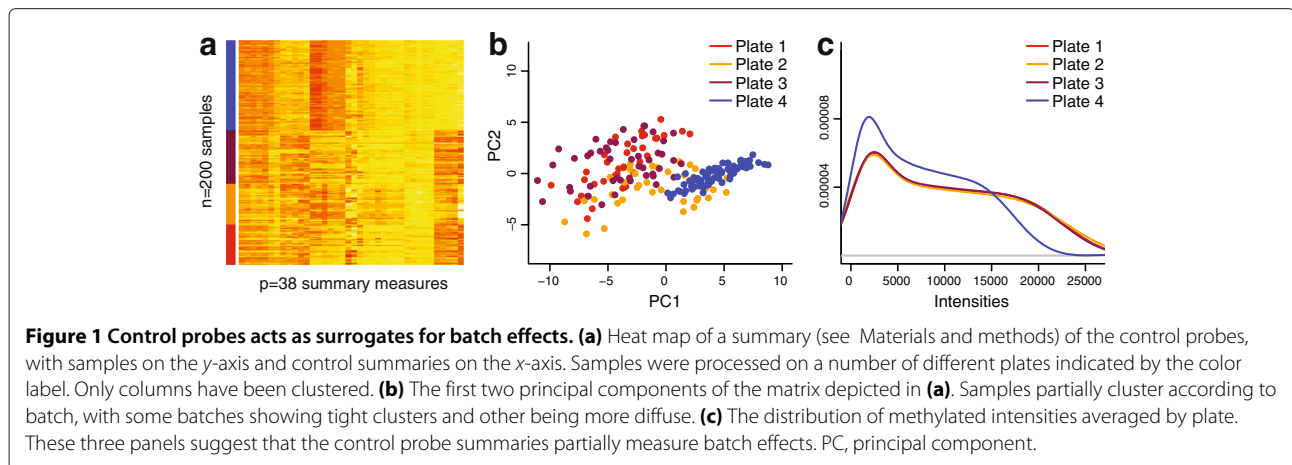 a
n=200 samples
p=38 summary measures
b
Plate 1
Plate 2
Plate 3
Plate 4
10
5
0
−5
PC2
−10 −5 0 5 10
PC1
c
Plate 1
Plate 2
Plate 3
Plate 4
0.00008
0.00004
0 5000 10000 15000 20000 25000
Intensities
Figure 1 Control probes acts as surrogates for batch effects. (a) Heat map of a summary (see Materials and methods) of the control probes,
with samples on the y-axis and control summaries on the x-axis. Samples were processed on a number of different plates indicated by the color
label. Only columns have been clustered. (b) The first two principal components of the matrix depicted in (a). Samples partially cluster according to
batch, with some batches showing tight clusters and other being more diffuse. (c) The distribution of methylated intensities averaged by plate.
These three panels suggest that the control probe summaries partially measure batch effects. PC, principal component.